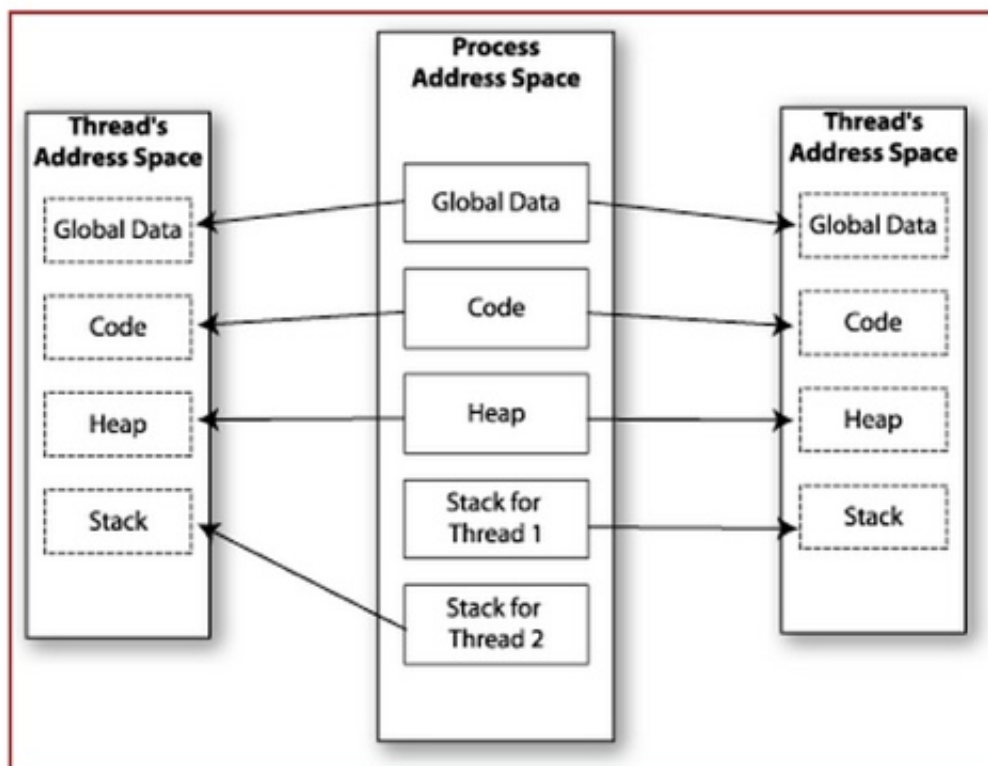 Thread's
Address Space
Global Data
Code
Heap
Stack
Process
Address Space
Global Data
Code
Heap
Stack for
Thread 1
Stack for
Thread 2
Thread's
Address Space
Global Data
Code
Heap
Stack